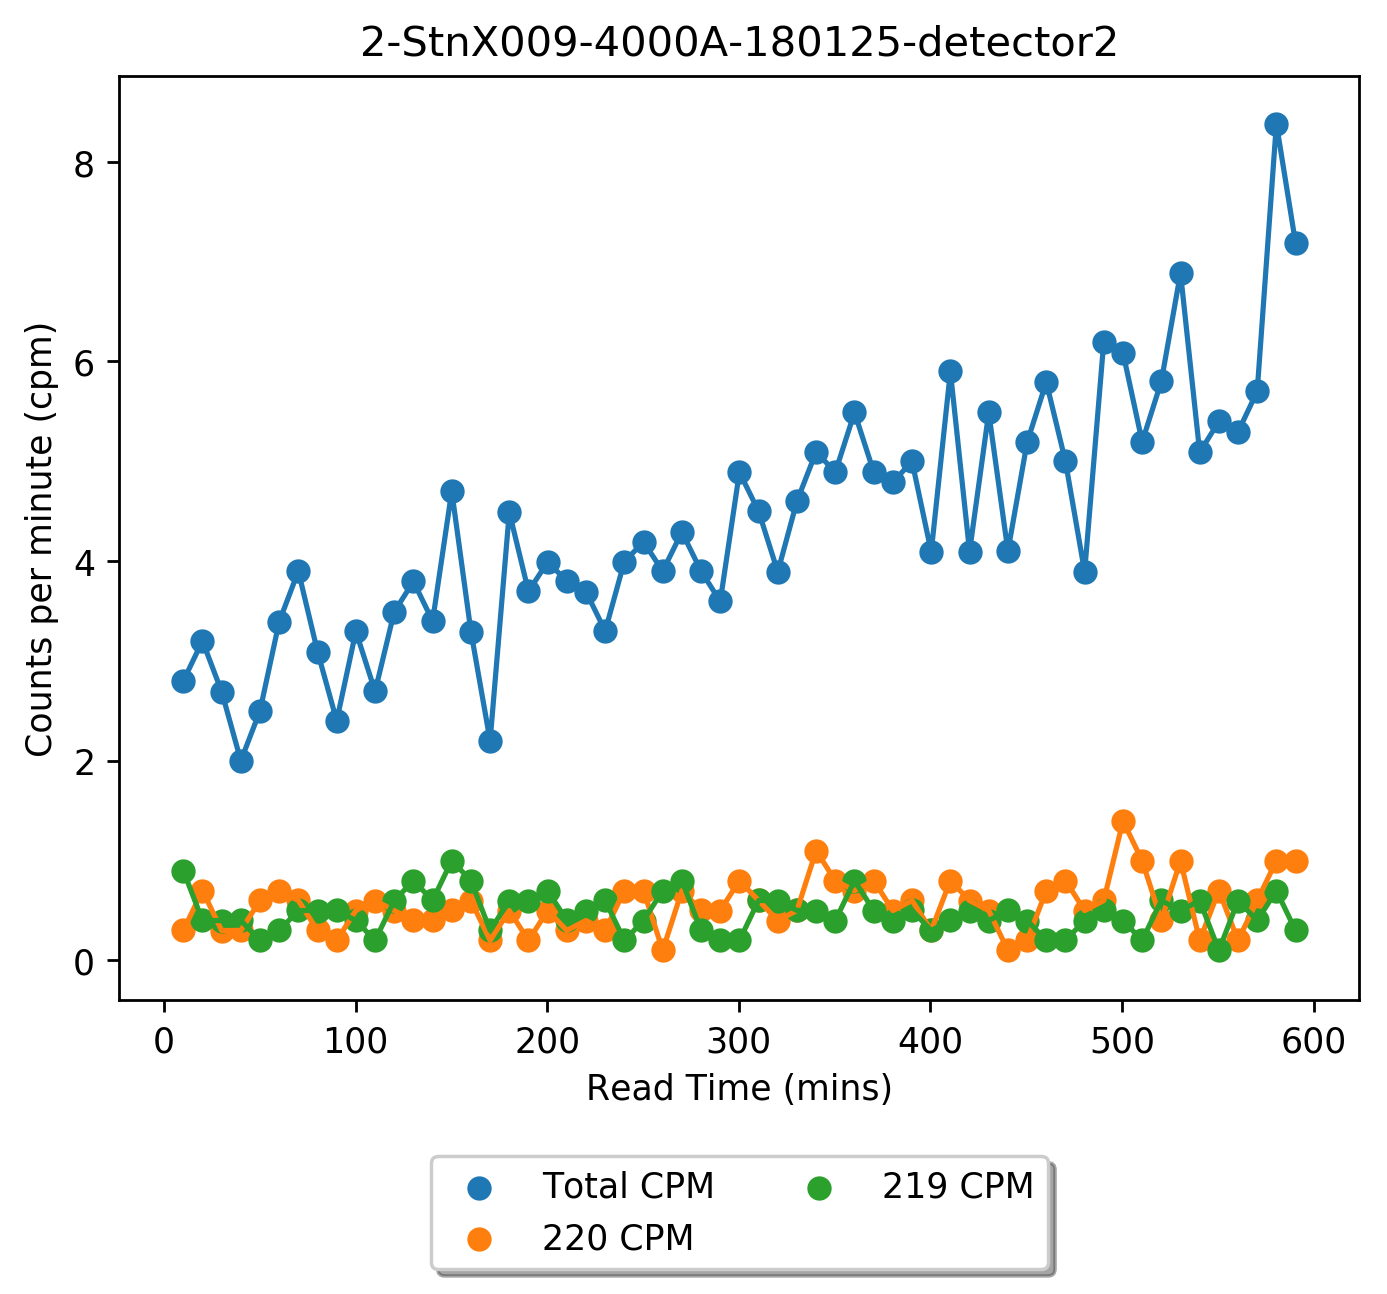 2-StnX009-4000A-180125-detector2
Counts per minute (cpm)
8
6
4
2
0
0 100 200 300 400 500 600
Read Time (mins)
Total CPM 219 CPM
220 CPM